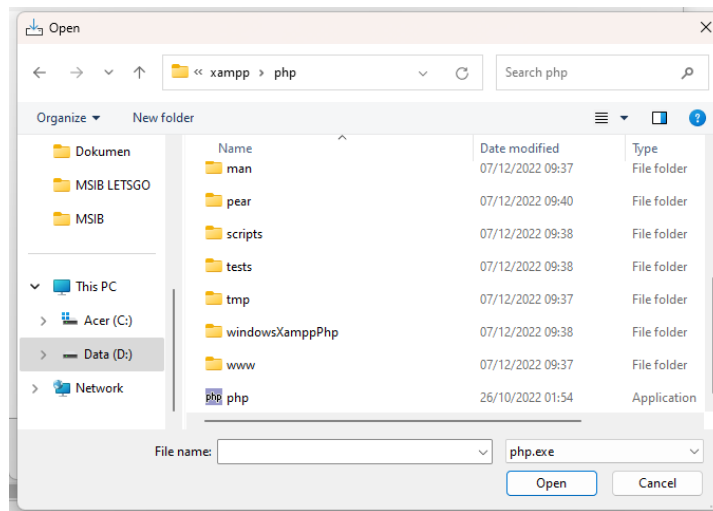 Open
« xampp > php
Search php
Organize
New folder
Name
Date modified
Type
Dokumen
MSIB LETSGO
MSIB
This PC
Acer (C:)
Data (D:)
Network
man 07/12/2022 09:37 File folder
pear 07/12/2022 09:40 File folder
scripts 07/12/2022 09:38 File folder
tests 07/12/2022 09:38 File folder
tmp 07/12/2022 09:37 File folder
windowsXamppPhp 07/12/2022 09:38 File folder
www 07/12/2022 09:37 File folder
php php 26/10/2022 01:54 Application
File name:
php.exe
Open
Cancel